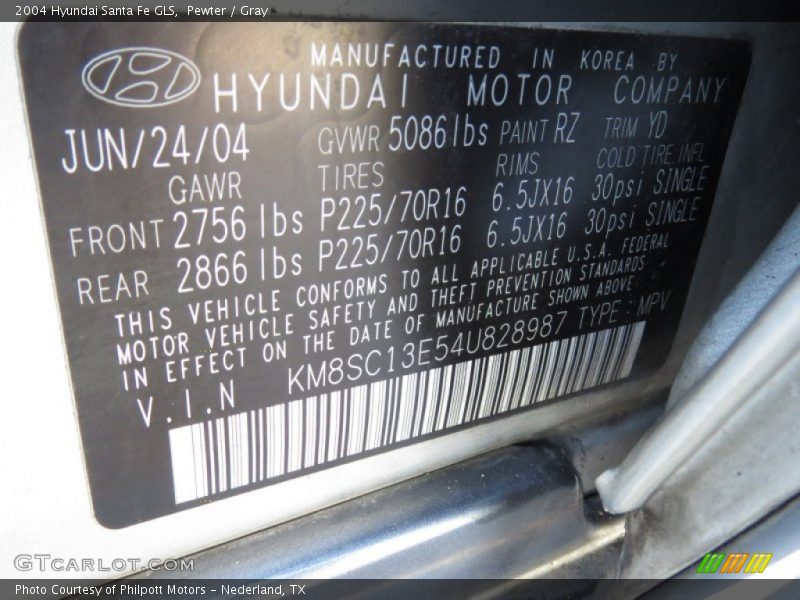 2004 Hyundai Santa Fe GLS, Pewter / Gray
MANUFACTURED IN KOREA BY
HYUNDAI MOTOR COMPANY
JUN/24/04 GVWR 5086 lbs PAINT RZ TRIM YD
GAWR TIRES RIMS COLD TIRE INFL
FRONT 2756 lbs P225/70R16 6.5JX16 30psi SINGLE
REAR 2866 lbs P225/70R16 6.5JX16 30psi SINGLE
THIS VEHICLE CONFORMS TO ALL APPLICABLE U.S.A. FEDERAL
MOTOR VEHICLE SAFETY AND THEFT PREVENTION STANDARDS
IN EFFECT ON THE DATE OF MANUFACTURE SHOWN ABOVE
V.I.N KM8SC13E54U828987 TYPE : MPV
GTCarLot.com
Photo Courtesy of Philpott Motors - Nederland, TX